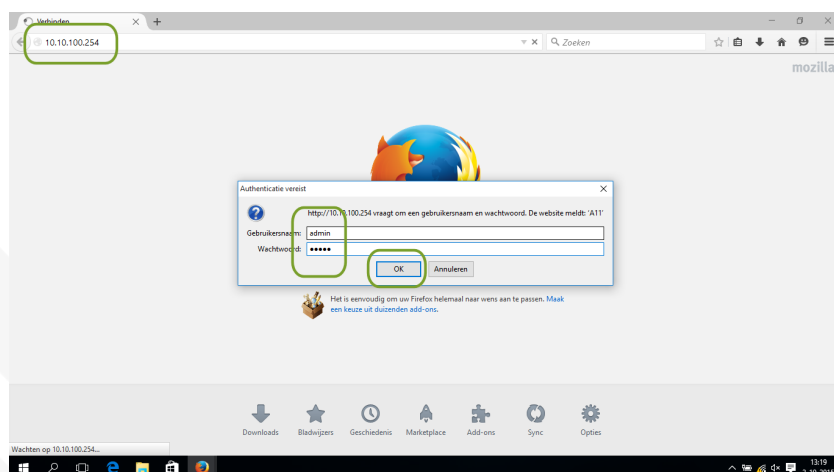 Verbinden
10.10.100.254
Zoeken
mozilla
Authenticatie vereist
http://10.10.100.254 vraagt om een gebruikersnaam en wachtwoord. De website meldt: 'A11'
Gebruikersnaam: admin
Wachtwoord: •••••
OK
Annuleren
Het is eenvoudig om uw Firefox helemaal naar wens aan te passen. Maak
een keuze uit duizenden add-ons.
Downloads
Bladwijzers
Geschiedenis
Marketplace
Add-ons
Sync
Opties
Wachten op 10.10.100.254...
13:19